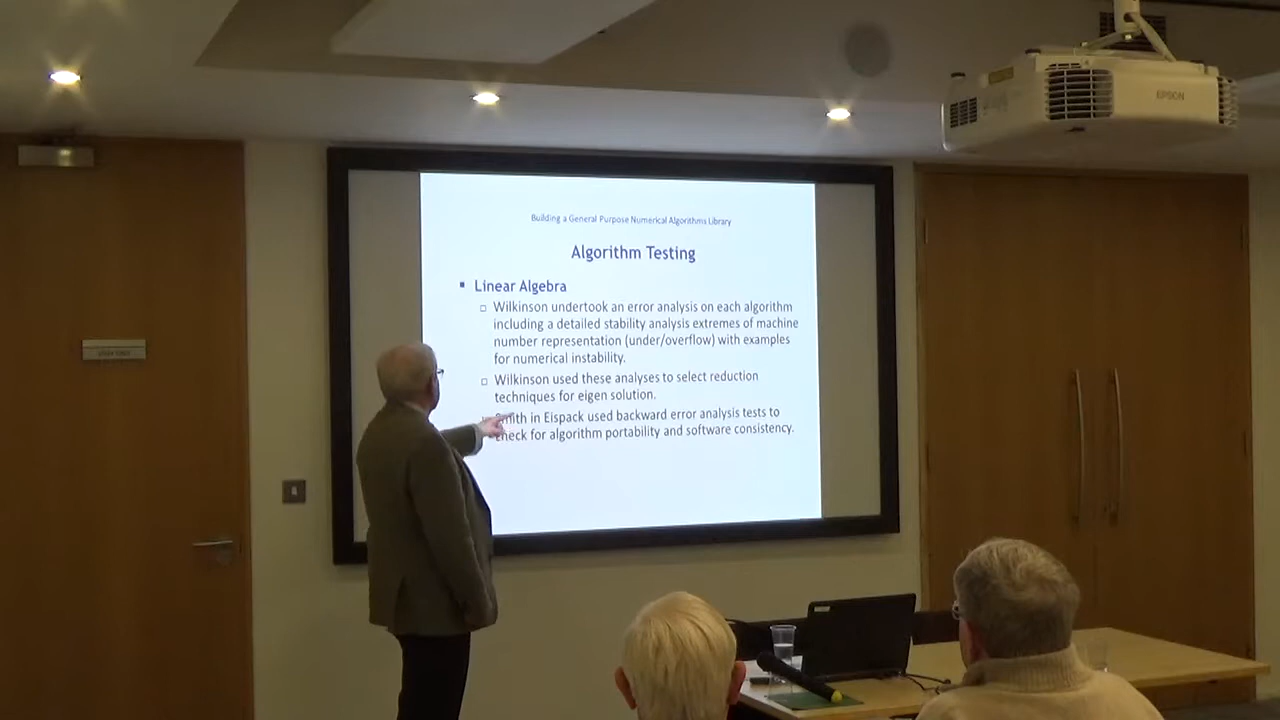 EPSON
Building a General Purpose Numerical Algorithms Library
Algorithm Testing
Linear Algebra
Wilkinson undertook an error analysis on each algorithm
including a detailed stability analysis extremes of machine
number representation (under/overflow) with examples
for numerical instability.
Wilkinson used these analyses to select reduction
techniques for eigen solution.
Smith in Eispack used backward error analysis tests to
check for algorithm portability and software consistency.